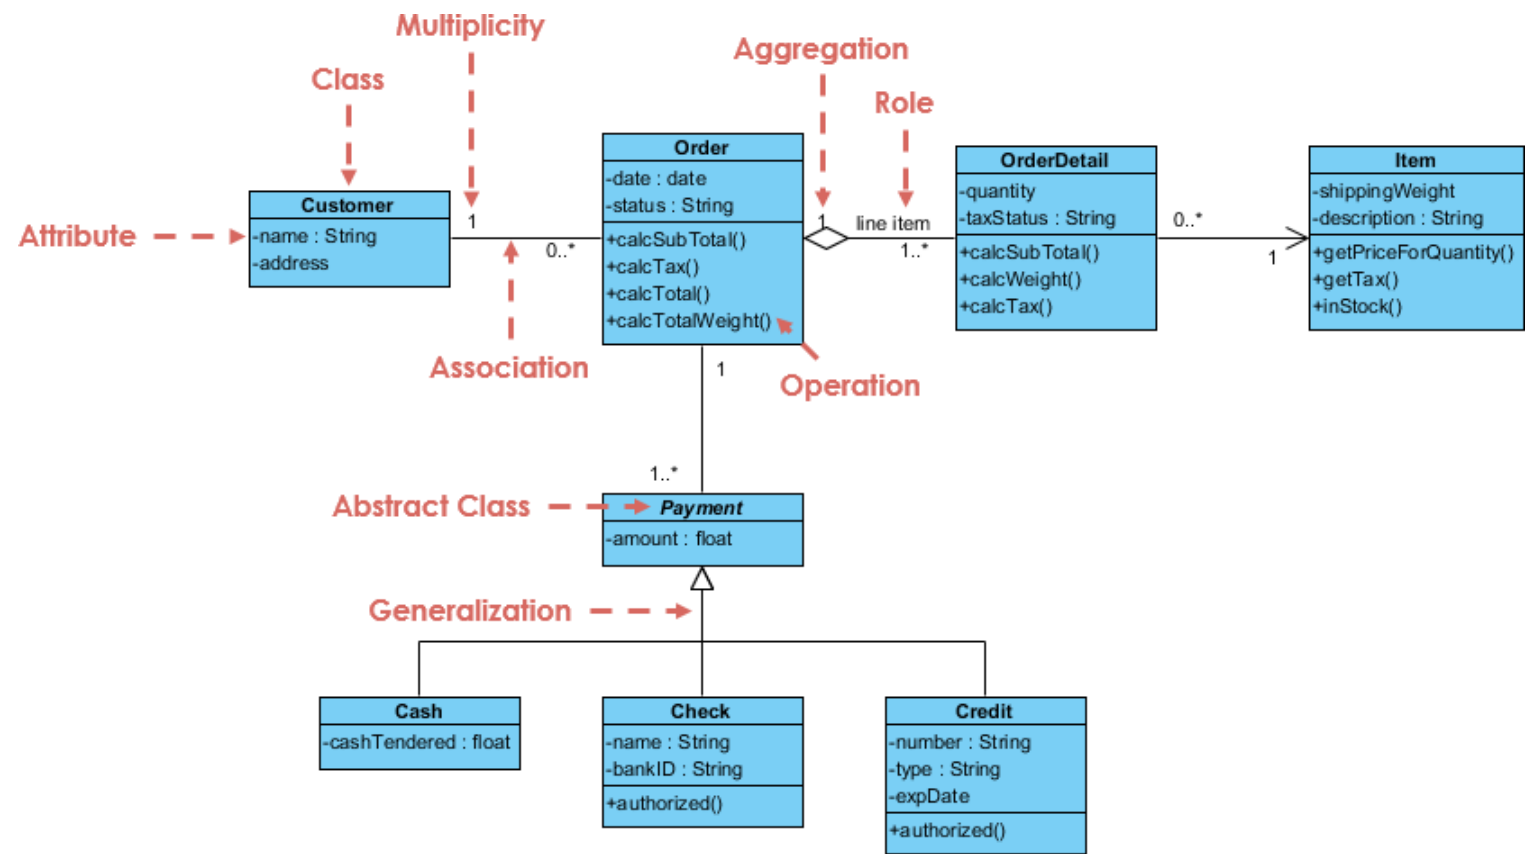 Multiplicity
Aggregation
Class
Role
Attribute
Customer
-name : String
-address
1
0..*
Association
Order
-date : date
-status : String
+calcSubTotal()
+calcTax()
+calcTotal()
+calcTotalWeight()
Operation
1
line item
1..*
OrderDetail
-quantity
-taxStatus : String
+calcSubTotal()
+calcWeight()
+calcTax()
0..*
1
Item
-shippingWeight
-description : String
+getPriceForQuantity()
+getTax()
+inStock()
1
1..*
Abstract Class
Payment
-amount : float
Generalization
Cash
-cashTendered : float
Check
-name : String
-bankID : String
+authorized()
Credit
-number : String
-type : String
-expDate
+authorized()